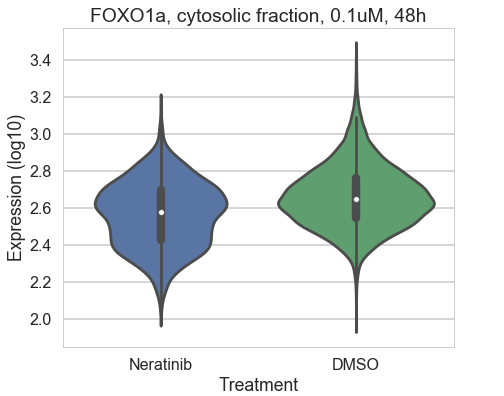 FOXO1a, cytosolic fraction, 0.1uM, 48h
Expression (log10)
3.4
3.2
3.0
2.8
2.6
2.4
2.2
2.0
Neratinib DMSO
Treatment